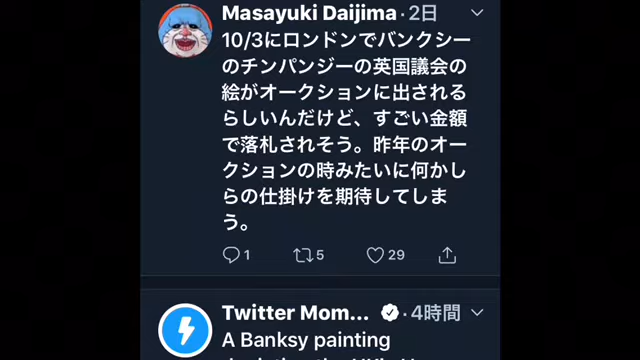 Masayuki Daijima · 2日
10/3にロンドンでバンクシー
のチンパンジーの英国議会の
絵がオークションに出される
らしいんだけど、すごい金額
で落札されそう。昨年のオー
クションの時みたいに何かし
らの仕掛けを期待してしま
う。
1 5 29
Twitter Mom... · 4時間
A Banksy painting